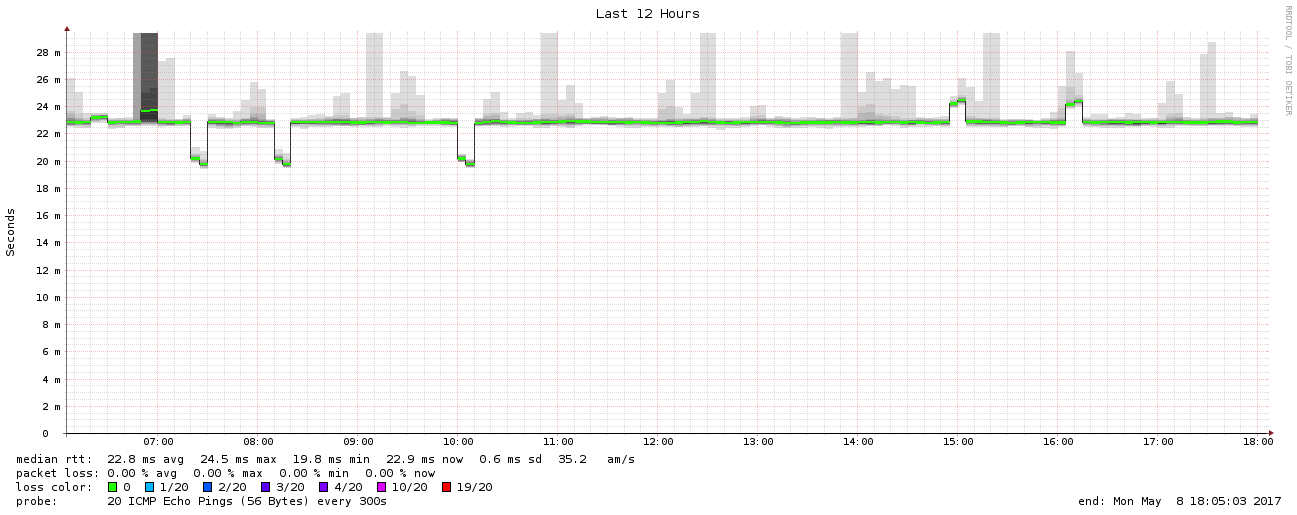 Last 12 Hours
RRDTOOL / TOBI OETIKER
Seconds
28 m
26 m
24 m
22 m
20 m
18 m
16 m
14 m
12 m
10 m
8 m
6 m
4 m
2 m
0
07:00 08:00 09:00 10:00 11:00 12:00 13:00 14:00 15:00 16:00 17:00 18:00
median rtt: 22.8 ms avg 24.5 ms max 19.8 ms min 22.9 ms now 0.6 ms sd 35.2 am/s
packet loss: 0.00 % avg 0.00 % max 0.00 % min 0.00 % now
loss color: 0 1/20 2/20 3/20 4/20 10/20 19/20
probe: 20 ICMP Echo Pings (56 Bytes) every 300s
end: Mon May 8 18:05:03 2017